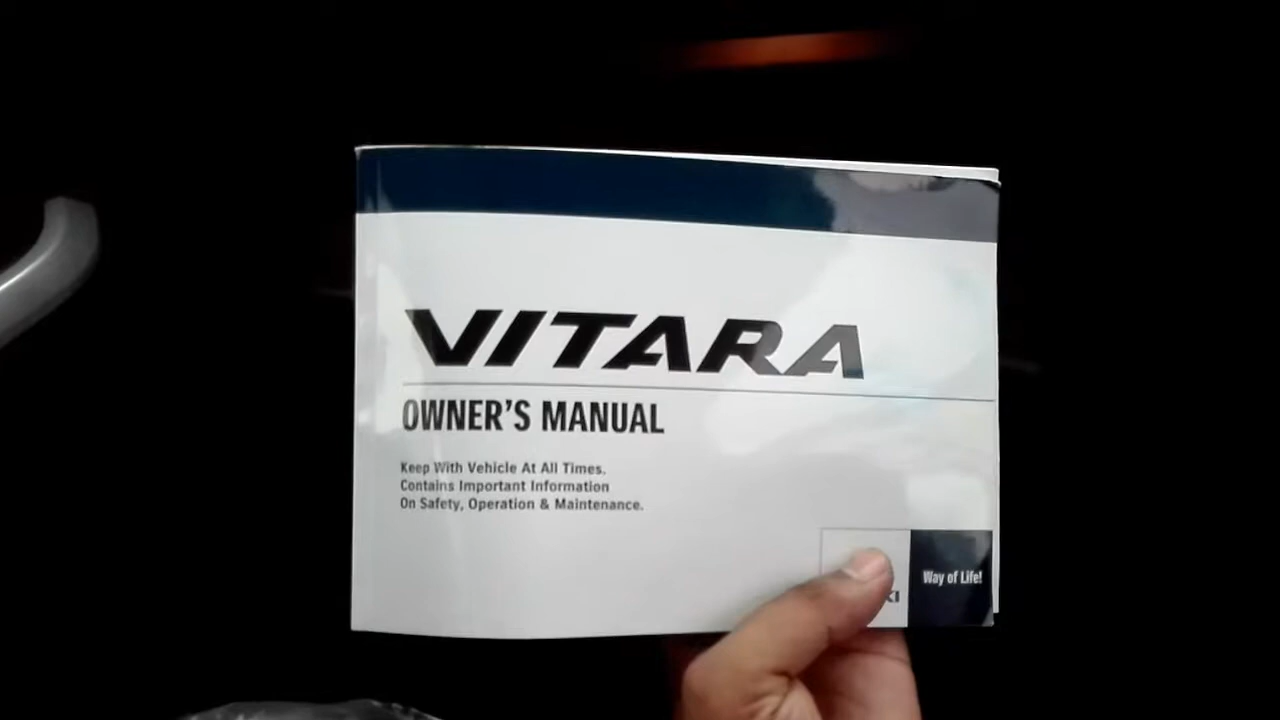 VITARA
OWNER'S MANUAL
Keep With Vehicle At All Times.
Contains Important Information
On Safety, Operation & Maintenance.
Way of Life!